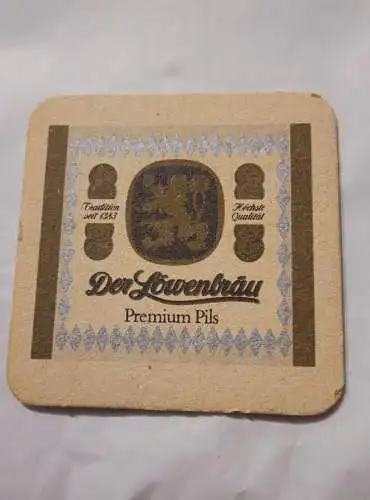 Tradition
seit 1383
Höchste
Qualität
Der Löwenbräu
Premium Pils